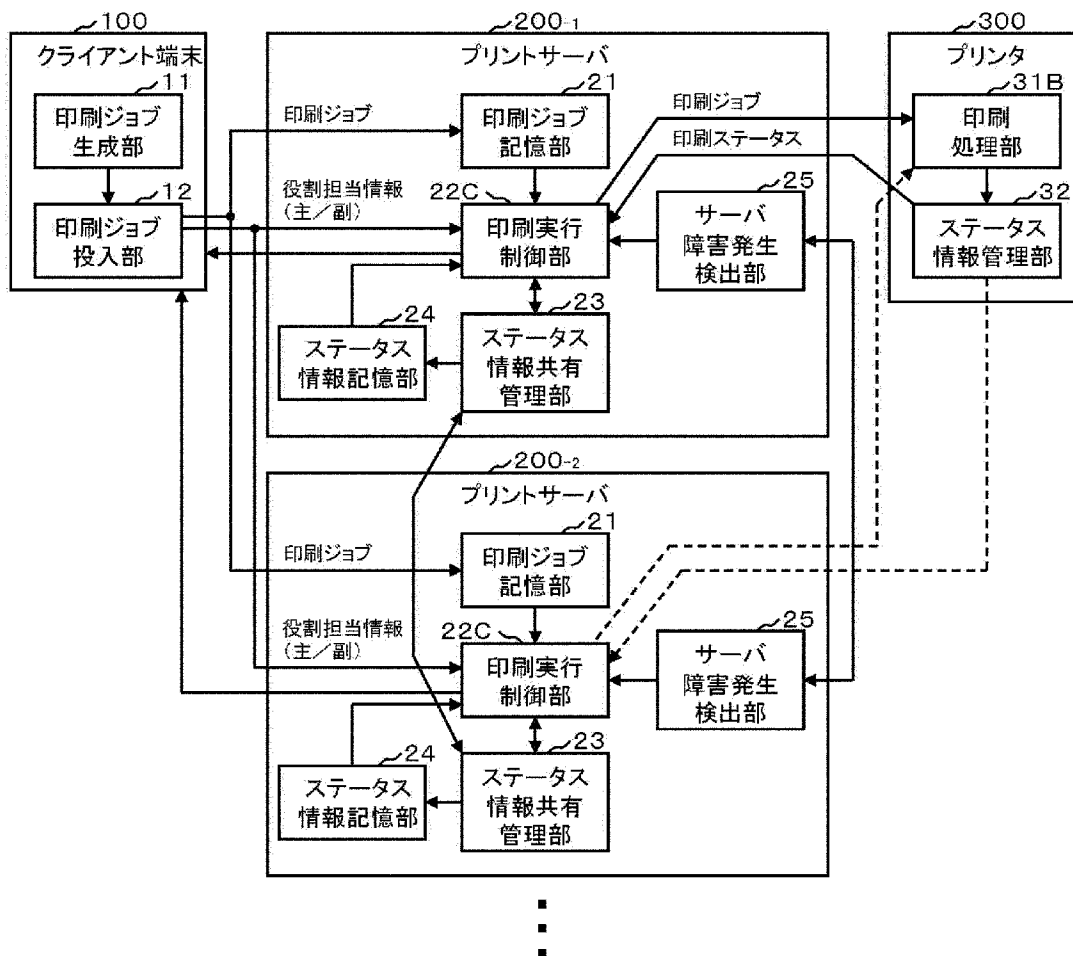 100
クライアント端末
11
印刷ジョブ
生成部
12
印刷ジョブ
投入部
200-1
プリントサーバ
印刷ジョブ
21
印刷ジョブ
記憶部
役割担当情報
(主/副)
22C
印刷実行
制御部
25
サーバ
障害発生
検出部
24
ステータス
情報記憶部
23
ステータス
情報共有
管理部
印刷ジョブ
印刷ステータス
300
プリンタ
31B
印刷
処理部
32
ステータス
情報管理部
200-2
プリントサーバ
印刷ジョブ
21
印刷ジョブ
記憶部
役割担当情報
(主/副)
22C
印刷実行
制御部
25
サーバ
障害発生
検出部
24
ステータス
情報記憶部
23
ステータス
情報共有
管理部